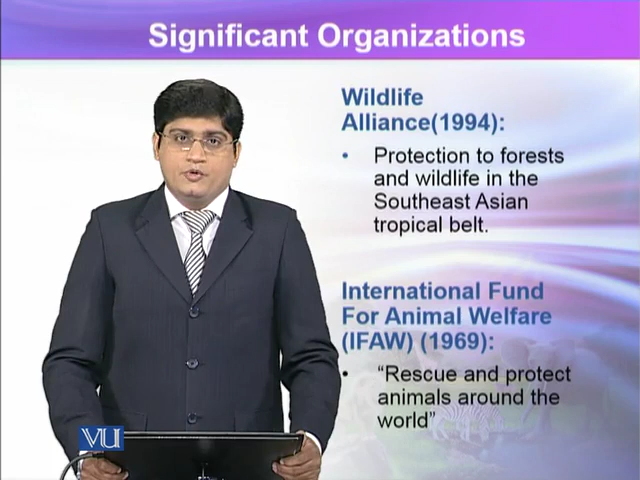 Significant Organizations
Wildlife
Alliance(1994):
• Protection to forests
and wildlife in the
Southeast Asian
tropical belt.
International Fund
For Animal Welfare
(IFAW) (1969):
• “Rescue and protect
animals around the
world”
VU